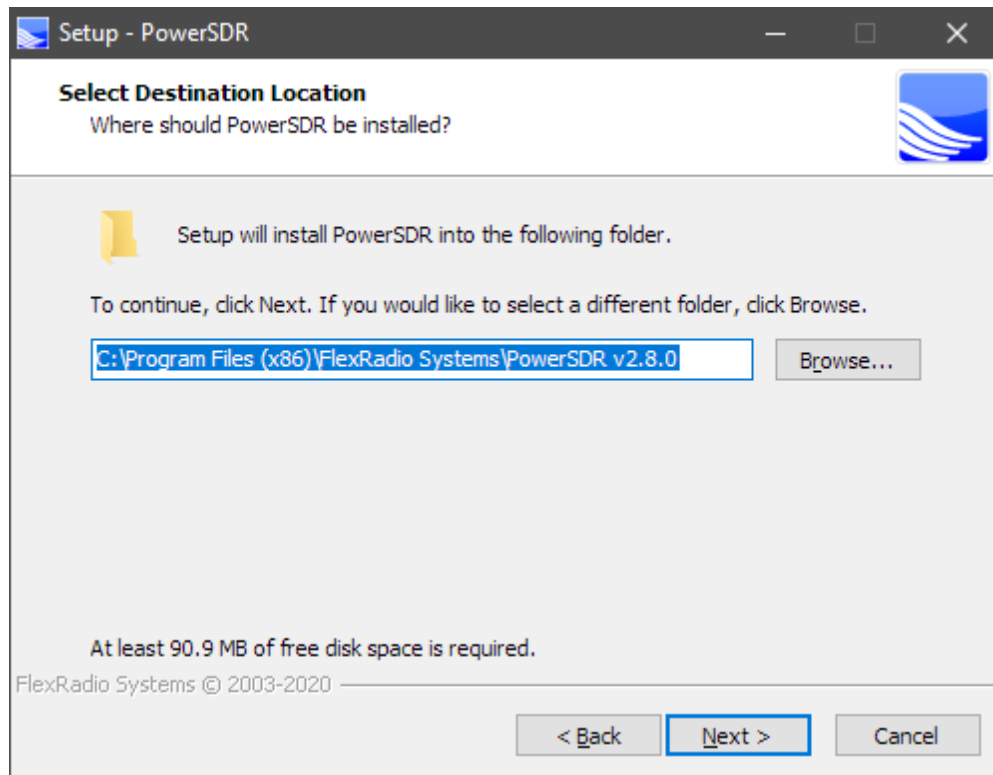 Setup - PowerSDR
Select Destination Location
Where should PowerSDR be installed?
Setup will install PowerSDR into the following folder.
To continue, click Next. If you would like to select a different folder, click Browse.
C:\Program Files (x86)\FlexRadio Systems\PowerSDR v2.8.0
Browse...
At least 90.9 MB of free disk space is required.
FlexRadio Systems © 2003-2020
< Back
Next >
Cancel